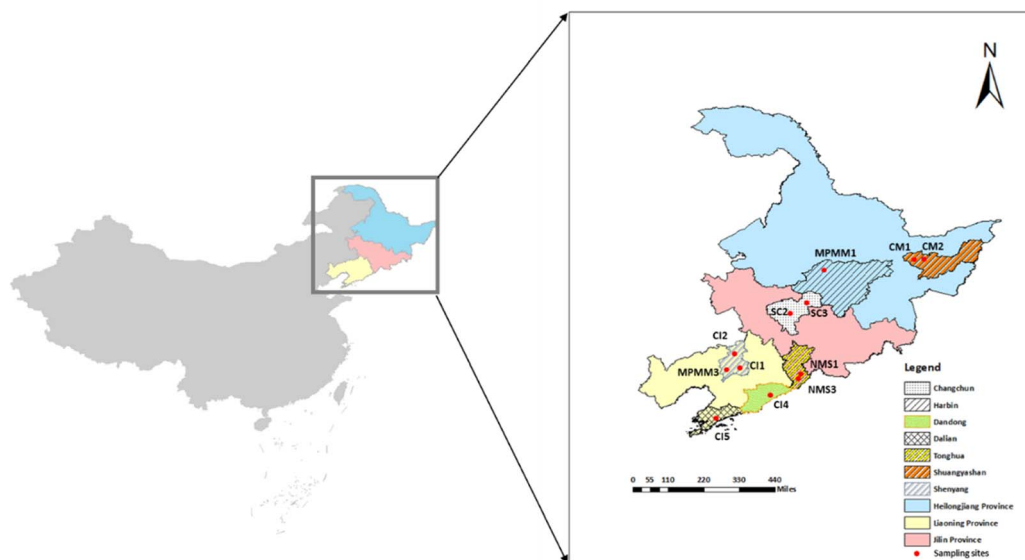 N
CM1 CM2
MPMM1
SC2 SC3
CI2
MPMM3 CI1 NMS1
NMS3
CI4
CI5
Legend
Changchun
Harbin
Dandong
Dalian
Tonghua
Shuangyashan
Shenyang
Heilongjiang Province
Liaoning Province
Jilin Province
Sampling sites
0 55 110 220 330 440
Miles